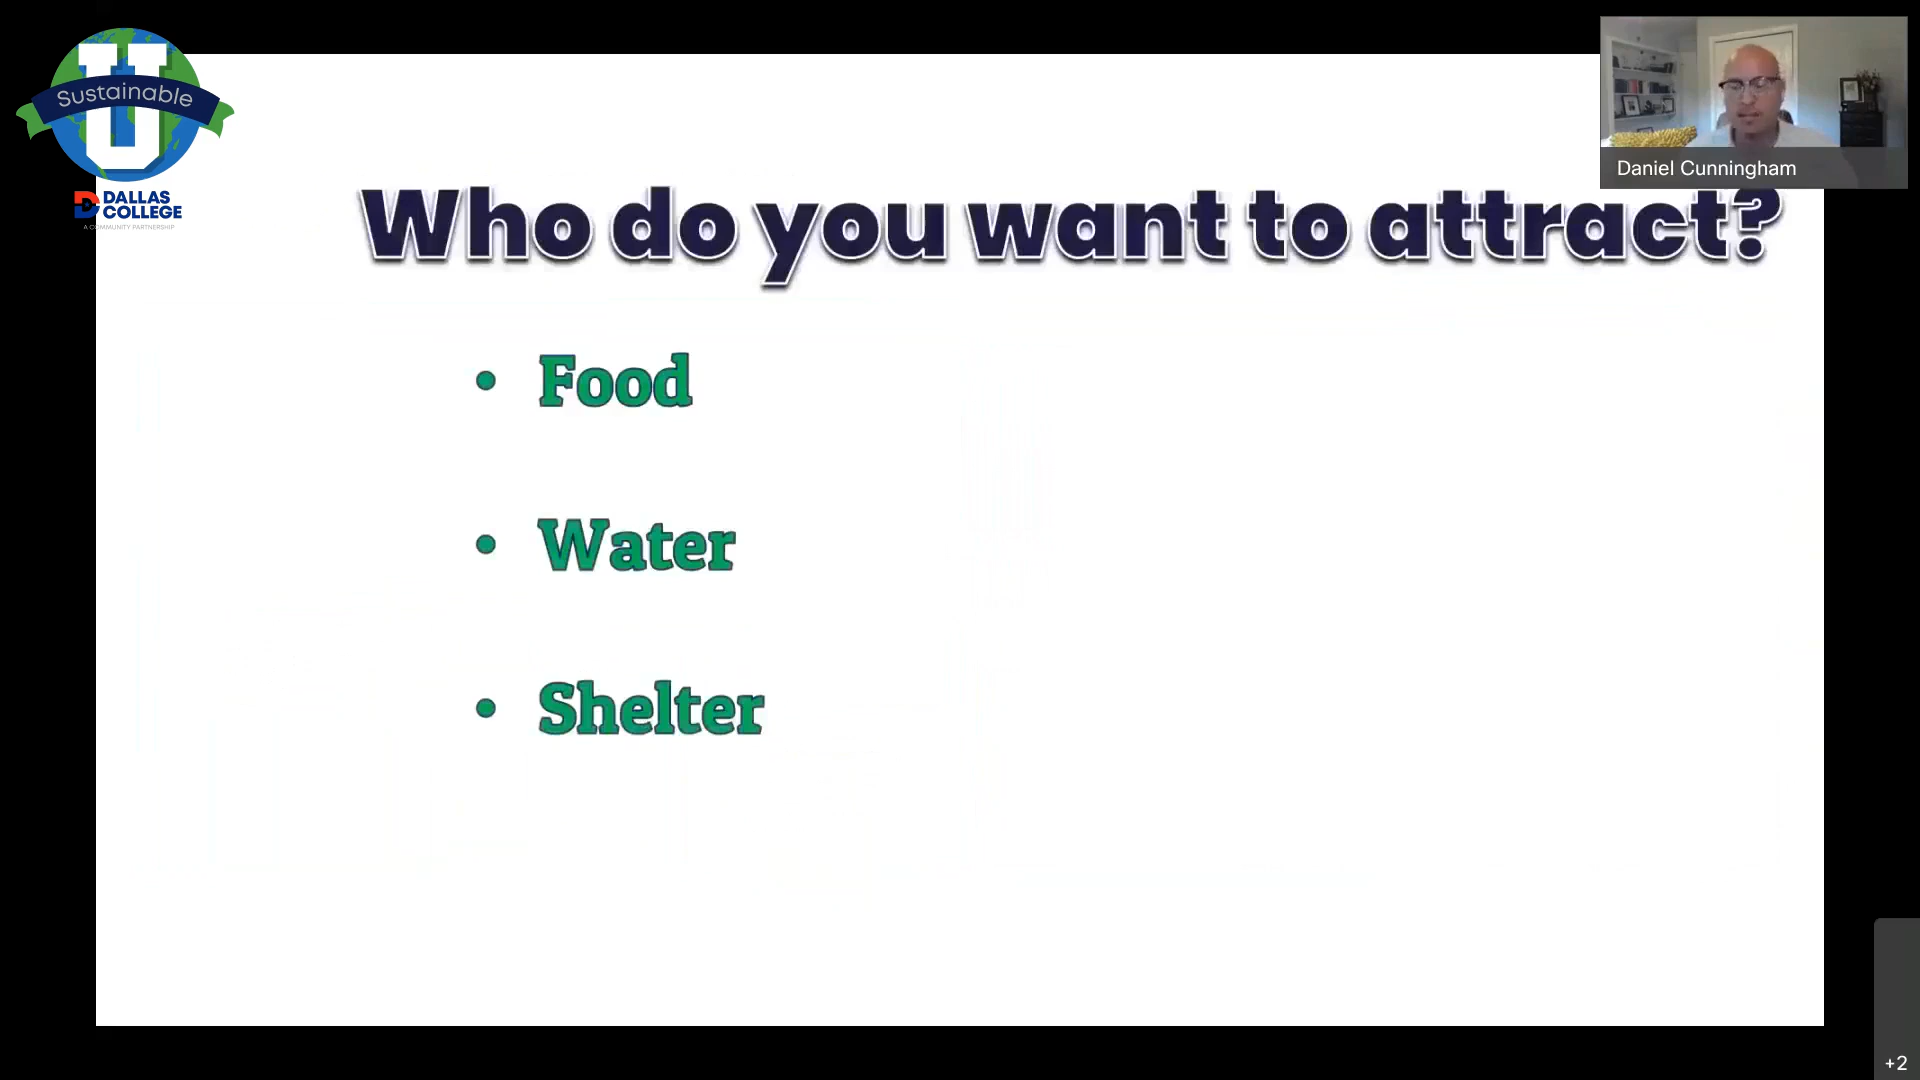 U
Sustainable
DALLAS
COLLEGE
A COMMUNITY PARTNERSHIP
Daniel Cunningham
Who do you want to attract?
• Food
• Water
• Shelter
+2